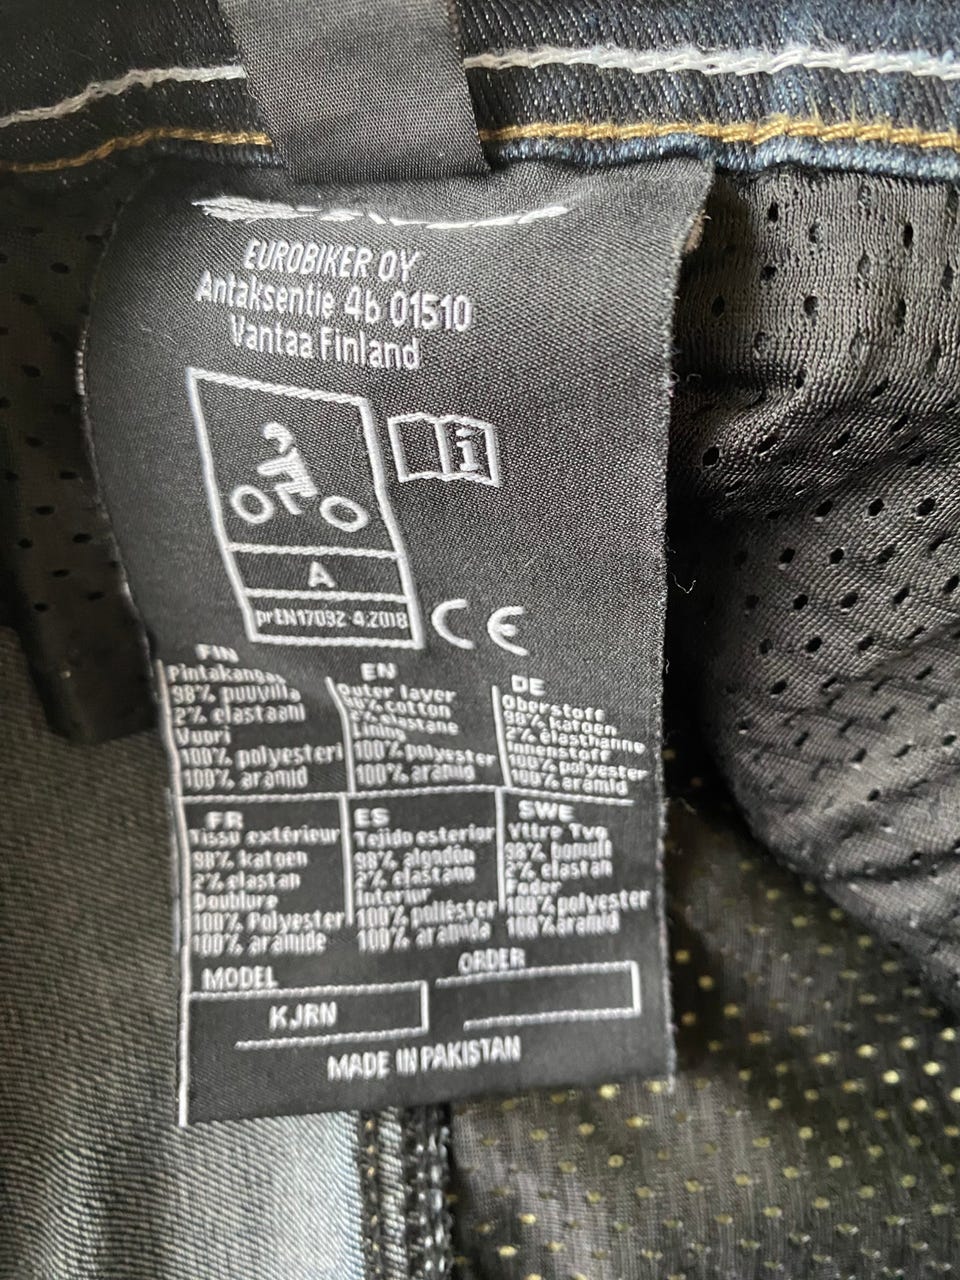 EUROBIKER OY
Antaksentie 4b 01510
Vantaa Finland
i
A
prEN17092-4:2018
CE
FIN
Pintakangas
98% puuvilla
2% elastaani
Vuori
100% polyesteri
100% aramid
EN
Outer layer
98% cotton
2% elastane
Lining
100% polyester
100% aramid
DE
Oberstoff
98% katoen
2% elasthanne
Innenstoff
100% polyester
100% aramid
FR
Tissu extérieur
98% katoen
2% elastan
Doublure
100% Polyester
100% aramide
ES
Tejido esterior
98% algodón
2% elastano
Interior
100% poliéster
100% aramida
SWE
Yttre Tyg
98% bomull
2% elastan
Foder
100% polyester
100% aramid
MODEL
KJRN
ORDER
MADE IN PAKISTAN